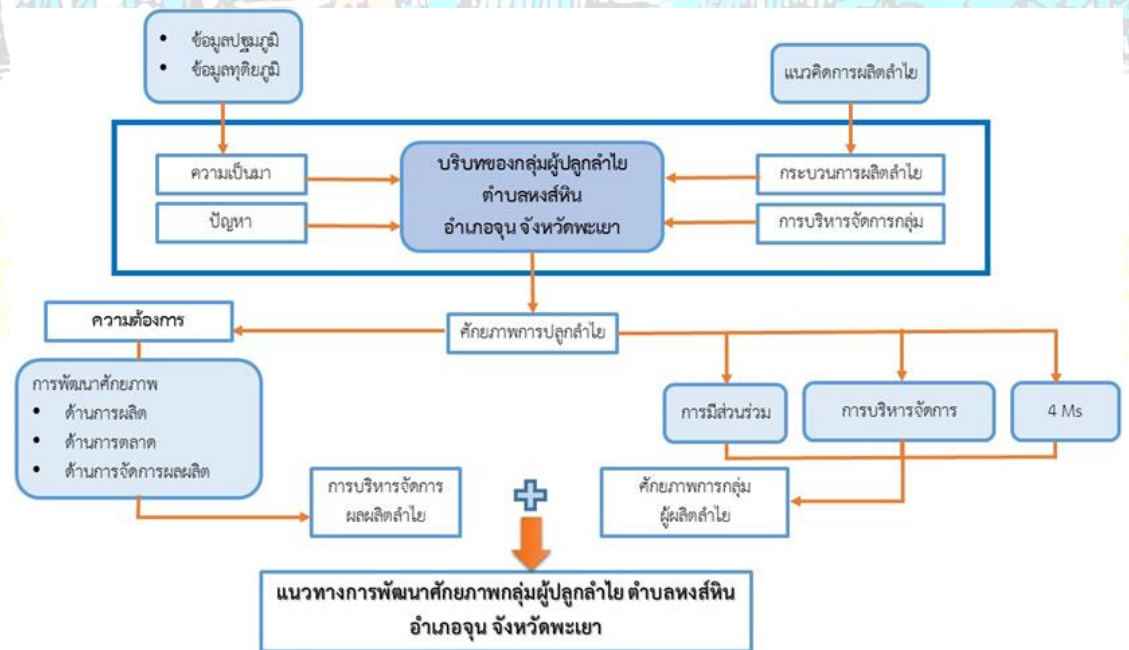 • ข้อมูลปฐมภูมิ
• ข้อมูลทุติยภูมิ
แนวคิดการผลิตลำไย
ความเป็นมา
ปัญหา
บริบทของกลุ่มผู้ปลูกลำไย
ตำบลหงส์หิน
อำเภอจุน จังหวัดพะเยา
กระบวนการผลิตลำไย
การบริหารจัดการกลุ่ม
ความต้องการ
ศักยภาพการปลูกลำไย
การพัฒนาศักยภาพ
• ด้านการผลิต
• ด้านการตลาด
• ด้านการจัดการผลผลิต
การมีส่วนร่วม
การบริหารจัดการ
4 Ms
การบริหารจัดการ
ผลผลิตลำไย
ศักยภาพการกลุ่ม
ผู้ผลิตลำไย
แนวทางการพัฒนาศักยภาพกลุ่มผู้ปลูกลำไย ตำบลหงส์หิน
อำเภอจุน จังหวัดพะเยา